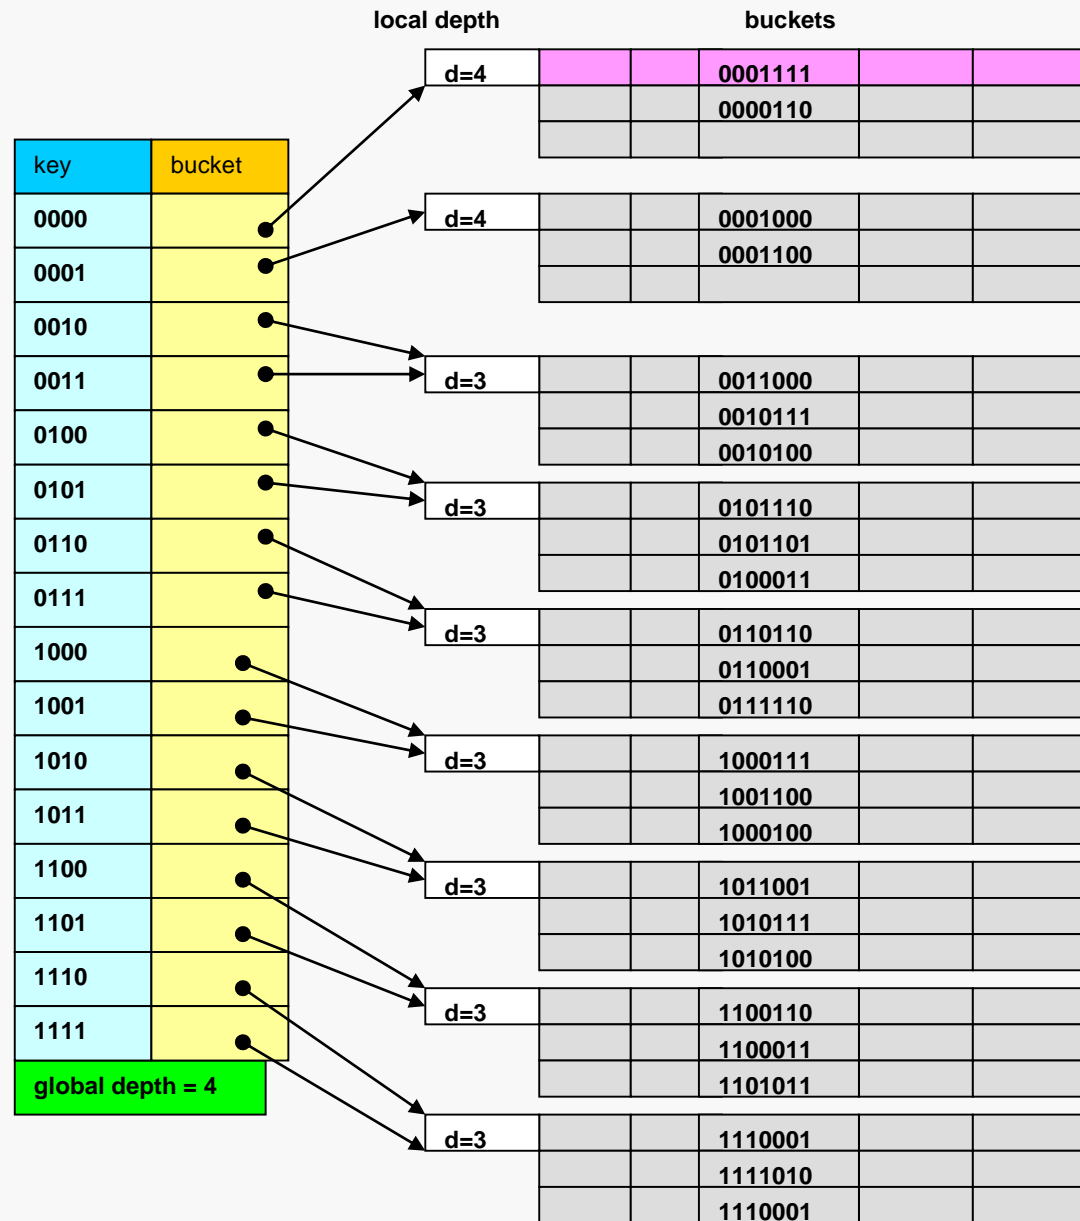 local depth buckets
d=4 0001111
0000110
key bucket
0000
0001
0010
0011
0100
0101
0110
0111
1000
1001
1010
1011
1100
1101
1110
1111
global depth = 4
d=4 0001000
0001100
d=3 0011000
0010111
0010100
d=3 0101110
0101101
0100011
d=3 0110110
0110001
0111110
d=3 1000111
1001100
1000100
d=3 1011001
1010111
1010100
d=3 1100110
1100011
1101011
d=3 1110001
1111010
1110001